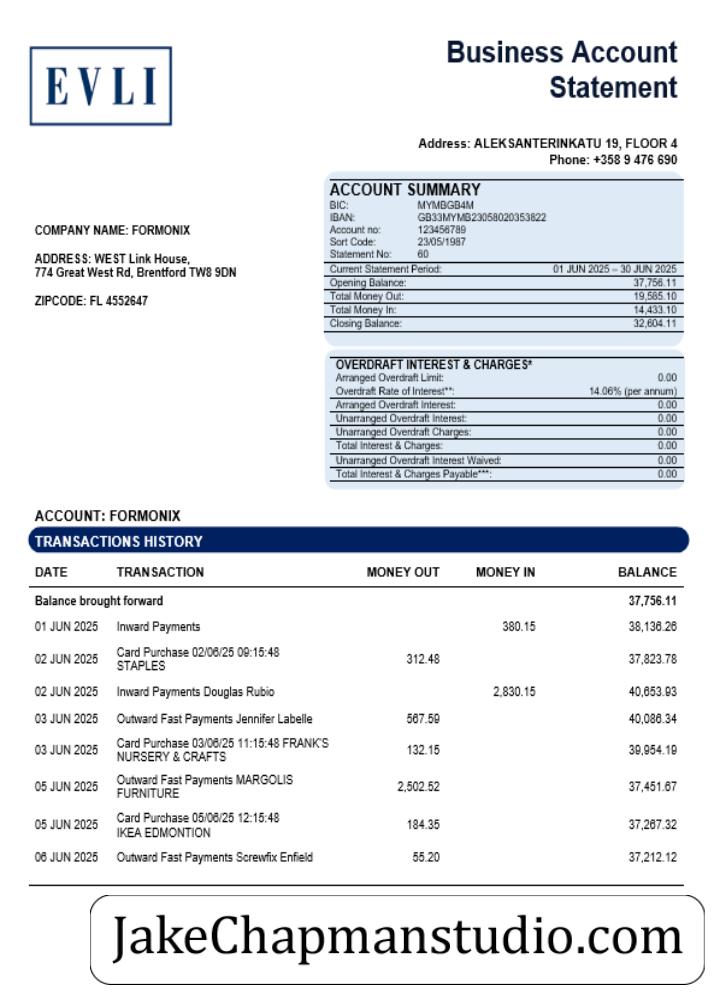 EVLI
Business Account
Statement
Address: ALEKSANTERINKATU 19, FLOOR 4
Phone: +358 9 476 690
COMPANY NAME: FORMONIX
ADDRESS: WEST Link House,
774 Great West Rd, Brentford TW8 9DN
ZIPCODE: FL 4552647
ACCOUNT SUMMARY
BIC: MYMBGB4M
IBAN: GB33MYMB23058020353822
Account no: 123456789
Sort Code: 23/05/1987
Statement No: 60
Current Statement Period: 01 JUN 2025 – 30 JUN 2025
Opening Balance: 37,756.11
Total Money Out: 19,585.10
Total Money In: 14,433.10
Closing Balance: 32,604.11
OVERDRAFT INTEREST & CHARGES*
Arranged Overdraft Limit: 0.00
Overdraft Rate of Interest**: 14.06% (per annum)
Arranged Overdraft Interest: 0.00
Unarranged Overdraft Interest: 0.00
Unarranged Overdraft Charges: 0.00
Total Interest & Charges: 0.00
Unarranged Overdraft Interest Waived: 0.00
Total Interest & Charges Payable***: 0.00
ACCOUNT: FORMONIX
TRANSACTIONS HISTORY
DATE TRANSACTION MONEY OUT MONEY IN BALANCE
Balance brought forward 37,756.11
01 JUN 2025 Inward Payments 380.15 38,136.26
02 JUN 2025 Card Purchase 02/06/25 09:15:48 312.48 37,823.78
STAPLES
02 JUN 2025 Inward Payments Douglas Rubio 2,830.15 40,653.93
03 JUN 2025 Outward Fast Payments Jennifer Labelle 567.59 40,086.34
03 JUN 2025 Card Purchase 03/06/25 11:15:48 FRANK'S 132.15 39,954.19
NURSERY & CRAFTS
05 JUN 2025 Outward Fast Payments MARGOLIS 2,502.52 37,451.67
FURNITURE
05 JUN 2025 Card Purchase 05/06/25 12:15:48 184.35 37,267.32
IKEA EDMONTION
06 JUN 2025 Outward Fast Payments Screwfix Enfield 55.20 37,212.12
JakeChapmanstudio.com